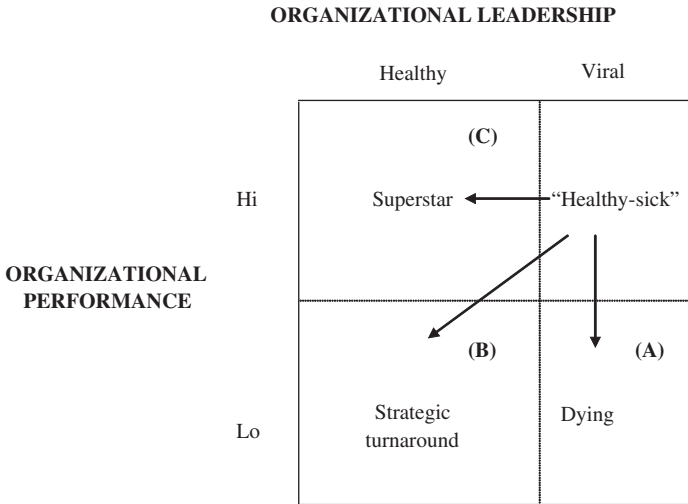 ORGANIZATIONAL LEADERSHIP
Healthy
Viral
(C)
Hi
Superstar
“Healthy-sick”
ORGANIZATIONAL
PERFORMANCE
(B)
(A)
Lo
Strategic
turnaround
Dying